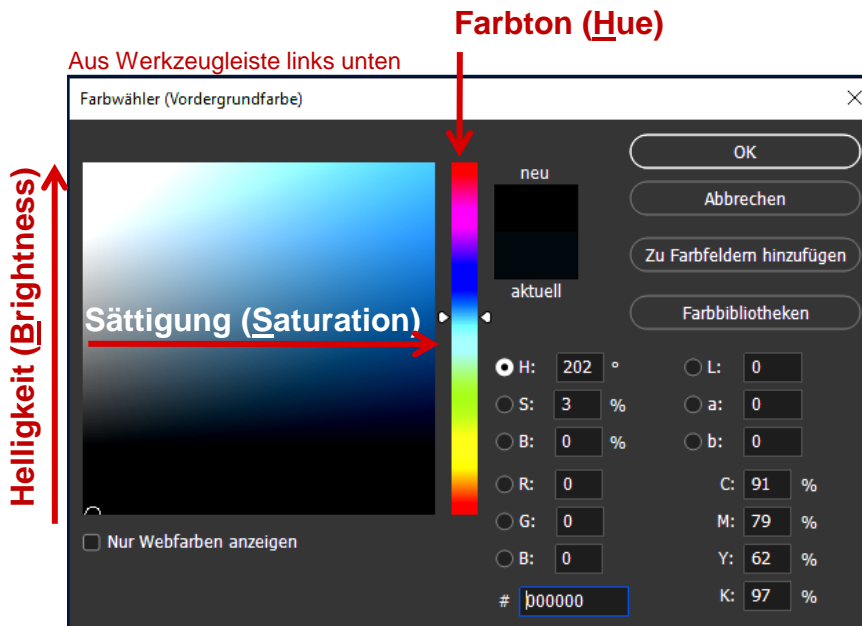 Farbton (Hue)
Aus Werkzeugleiste links unten
Farbwähler (Vordergrundfarbe)
Helligkeit (Brightness)
Sättigung (Saturation)
neu
aktuell
OK
Abbrechen
Zu Farbfeldern hinzufügen
Farbbibliotheken
H: 202 °
S: 3 %
B: 0 %
R: 0
G: 0
B: 0
# 000000
L: 0
a: 0
b: 0
C: 91 %
M: 79 %
Y: 62 %
K: 97 %
Nur Webfarben anzeigen